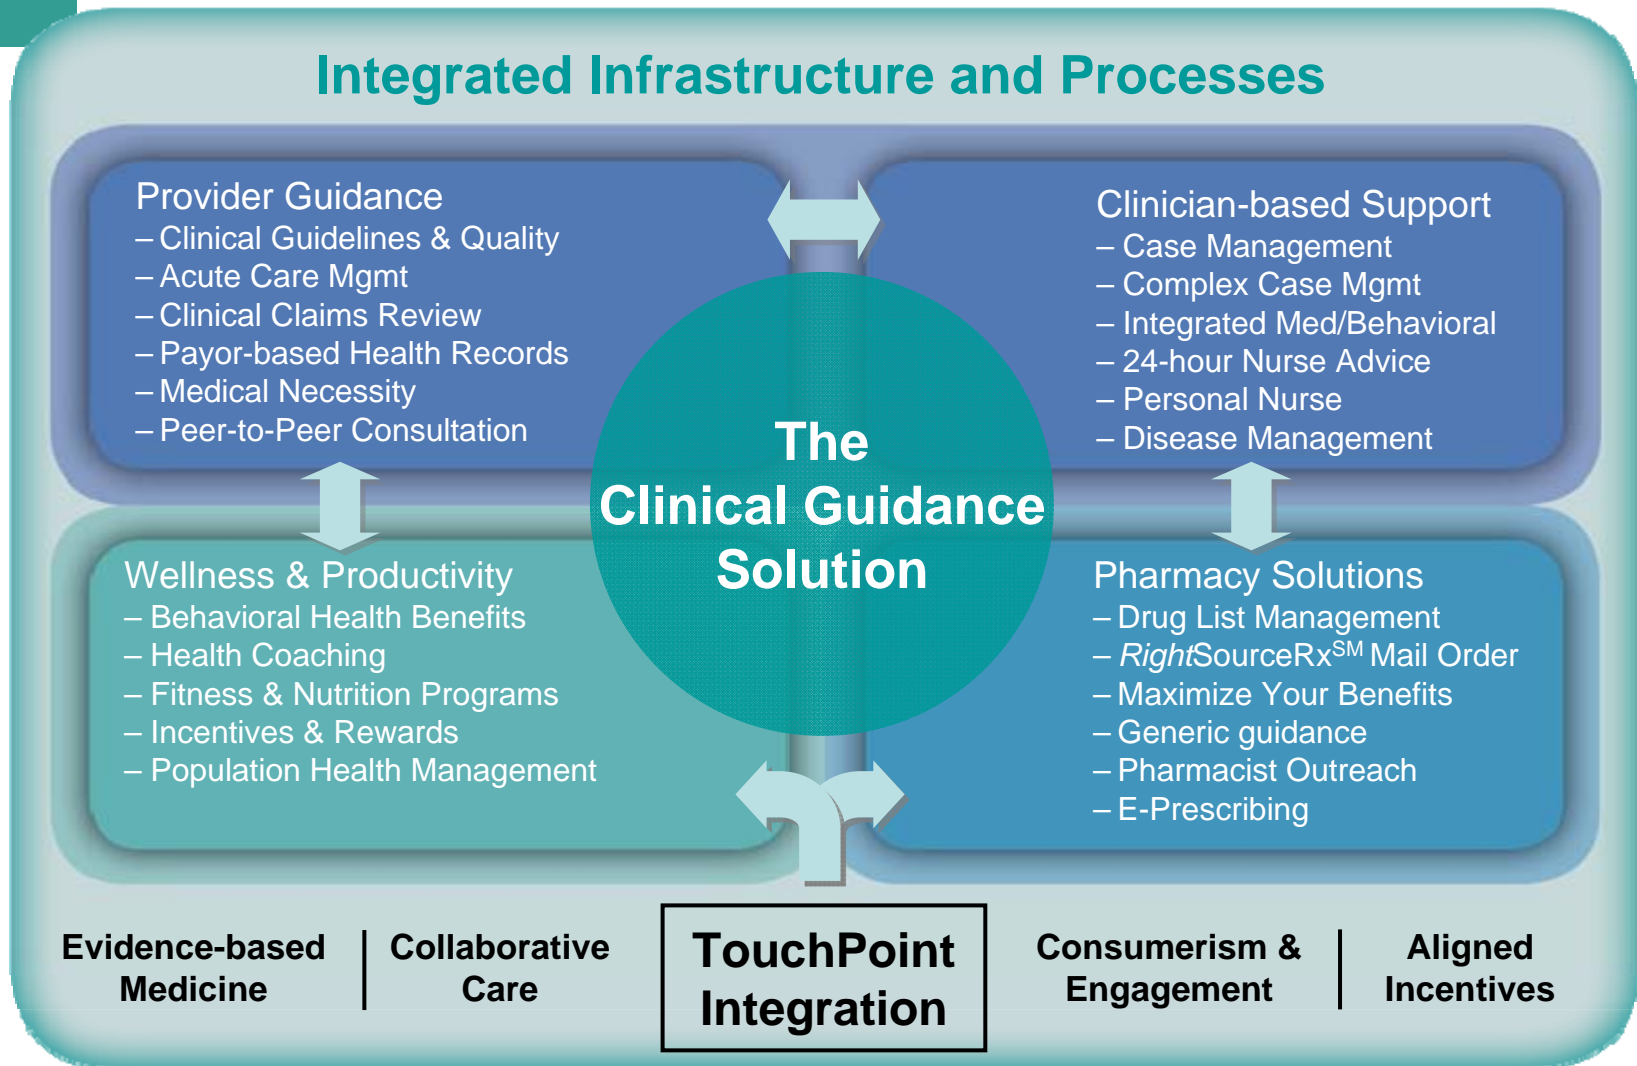 Integrated Infrastructure and Processes
Provider Guidance
– Clinical Guidelines & Quality
– Acute Care Mgmt
– Clinical Claims Review
– Payor-based Health Records
– Medical Necessity
– Peer-to-Peer Consultation
Clinician-based Support
– Case Management
– Complex Case Mgmt
– Integrated Med/Behavioral
– 24-hour Nurse Advice
– Personal Nurse
– Disease Management
The
Clinical Guidance
Solution
Wellness & Productivity
– Behavioral Health Benefits
– Health Coaching
– Fitness & Nutrition Programs
– Incentives & Rewards
– Population Health Management
Pharmacy Solutions
– Drug List Management
– RightSourceRxSM Mail Order
– Maximize Your Benefits
– Generic guidance
– Pharmacist Outreach
– E-Prescribing
Evidence-based
Medicine
Collaborative
Care
TouchPoint
Integration
Consumerism &
Engagement
Aligned
Incentives